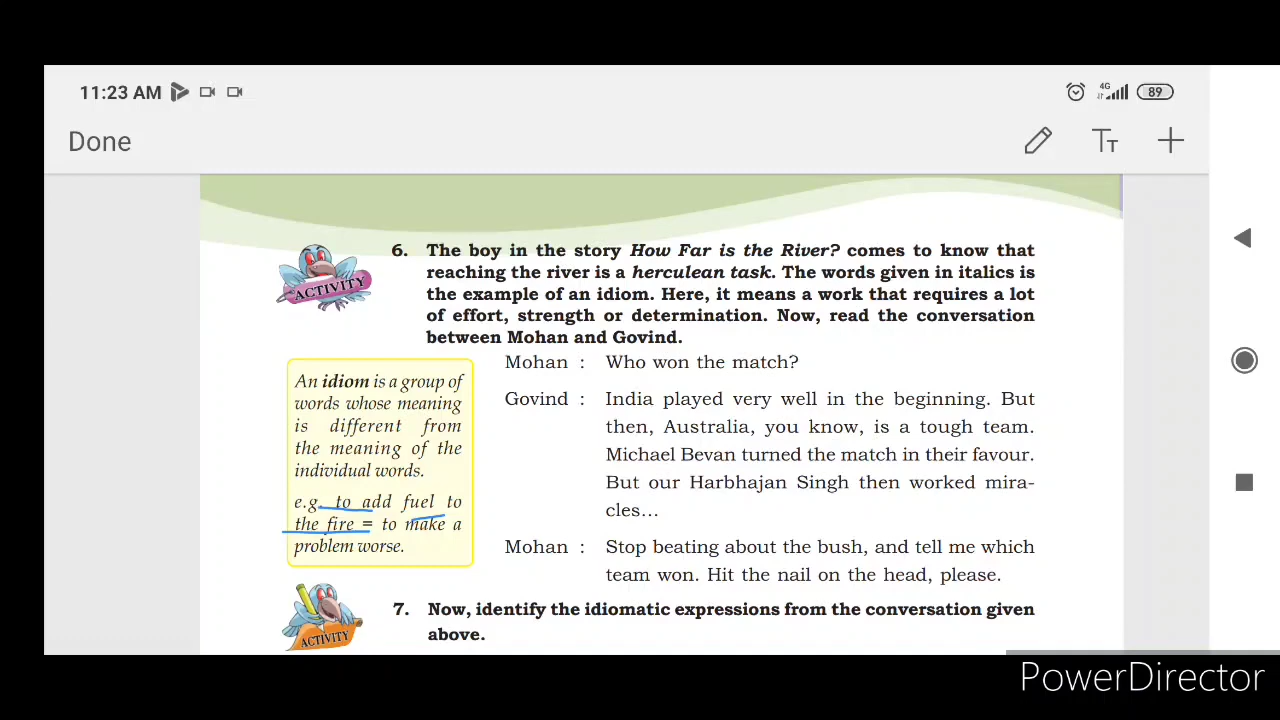 11:23 AM
4G
89
Done
TT
6. The boy in the story How Far is the River? comes to know that
reaching the river is a herculean task. The words given in italics is
the example of an idiom. Here, it means a work that requires a lot
of effort, strength or determination. Now, read the conversation
between Mohan and Govind.
ACTIVITY
An idiom is a group of
words whose meaning
is different from
the meaning of the
individual words.
e.g. to add fuel to
the fire = to make a
problem worse.
Mohan : Who won the match?
Govind : India played very well in the beginning. But
then, Australia, you know, is a tough team.
Michael Bevan turned the match in their favour.
But our Harbhajan Singh then worked mira-
cles...
Mohan : Stop beating about the bush, and tell me which
team won. Hit the nail on the head, please.
ACTIVITY
7. Now, identify the idiomatic expressions from the conversation given
above.
PowerDirector